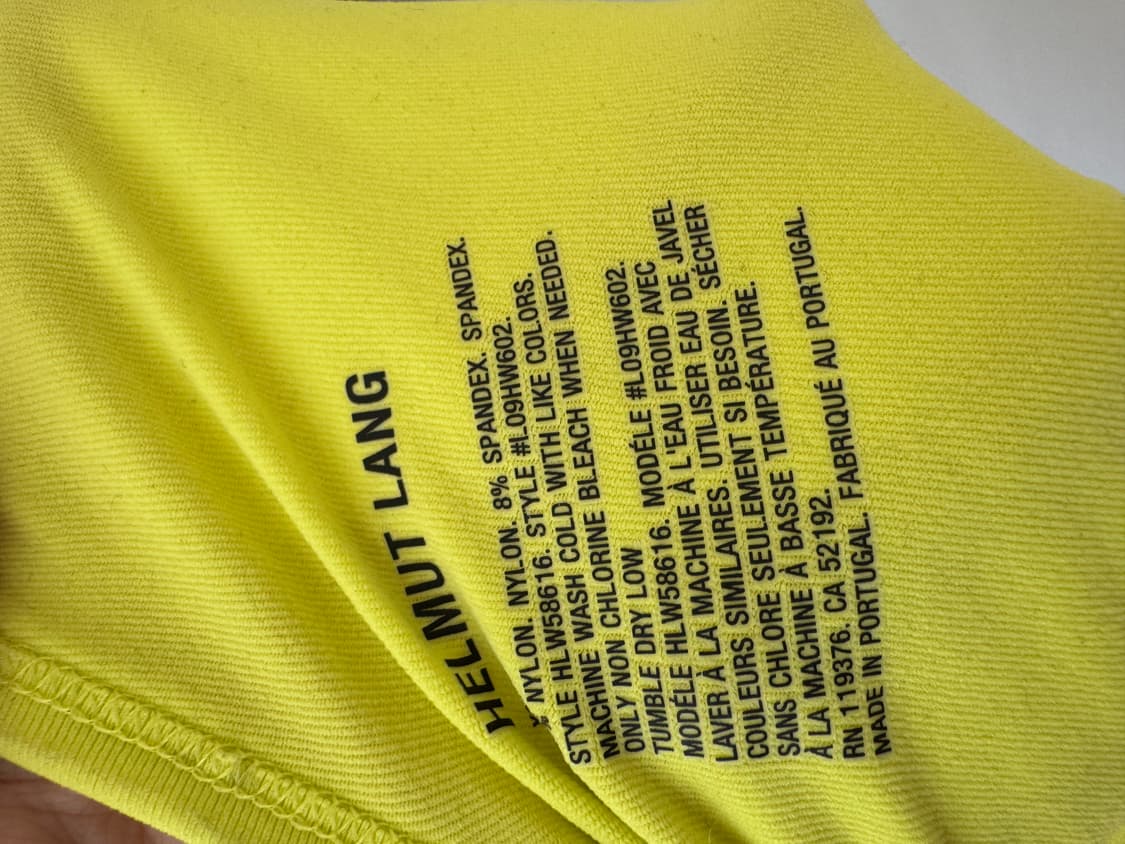 HELMUT LANG
NYLON. NYLON. 8% SPANDEX. SPANDEX.
STYLE HLW58616. STYLE #L09HW602.
MACHINE WASH COLD WITH LIKE COLORS.
ONLY NON CHLORINE BLEACH WHEN NEEDED.
TUMBLE DRY LOW
MODÉLE HLW58616. MODÉLE #L09HW602.
LAVER À LA MACHINE À L'EAU FROID AVEC
COULEURS SIMILAIRES. UTILISER EAU DE JAVEL
SANS CHLORE SEULEMENT SI BESOIN. SÉCHER
À LA MACHINE À BASSE TEMPÉRATURE.
RN 119376. CA 52192.
MADE IN PORTUGAL. FABRIQUÉ AU PORTUGAL.